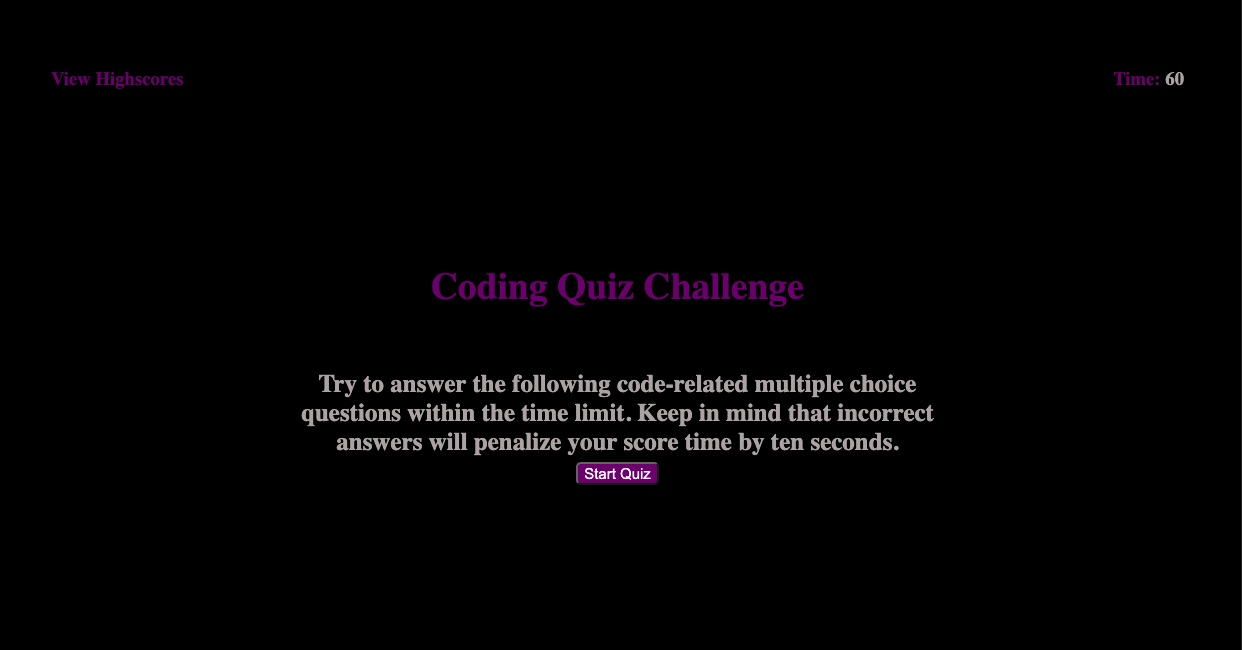 View Highscores
Time: 60
Coding Quiz Challenge
Try to answer the following code-related multiple choice
questions within the time limit. Keep in mind that incorrect
answers will penalize your score time by ten seconds.
Start Quiz